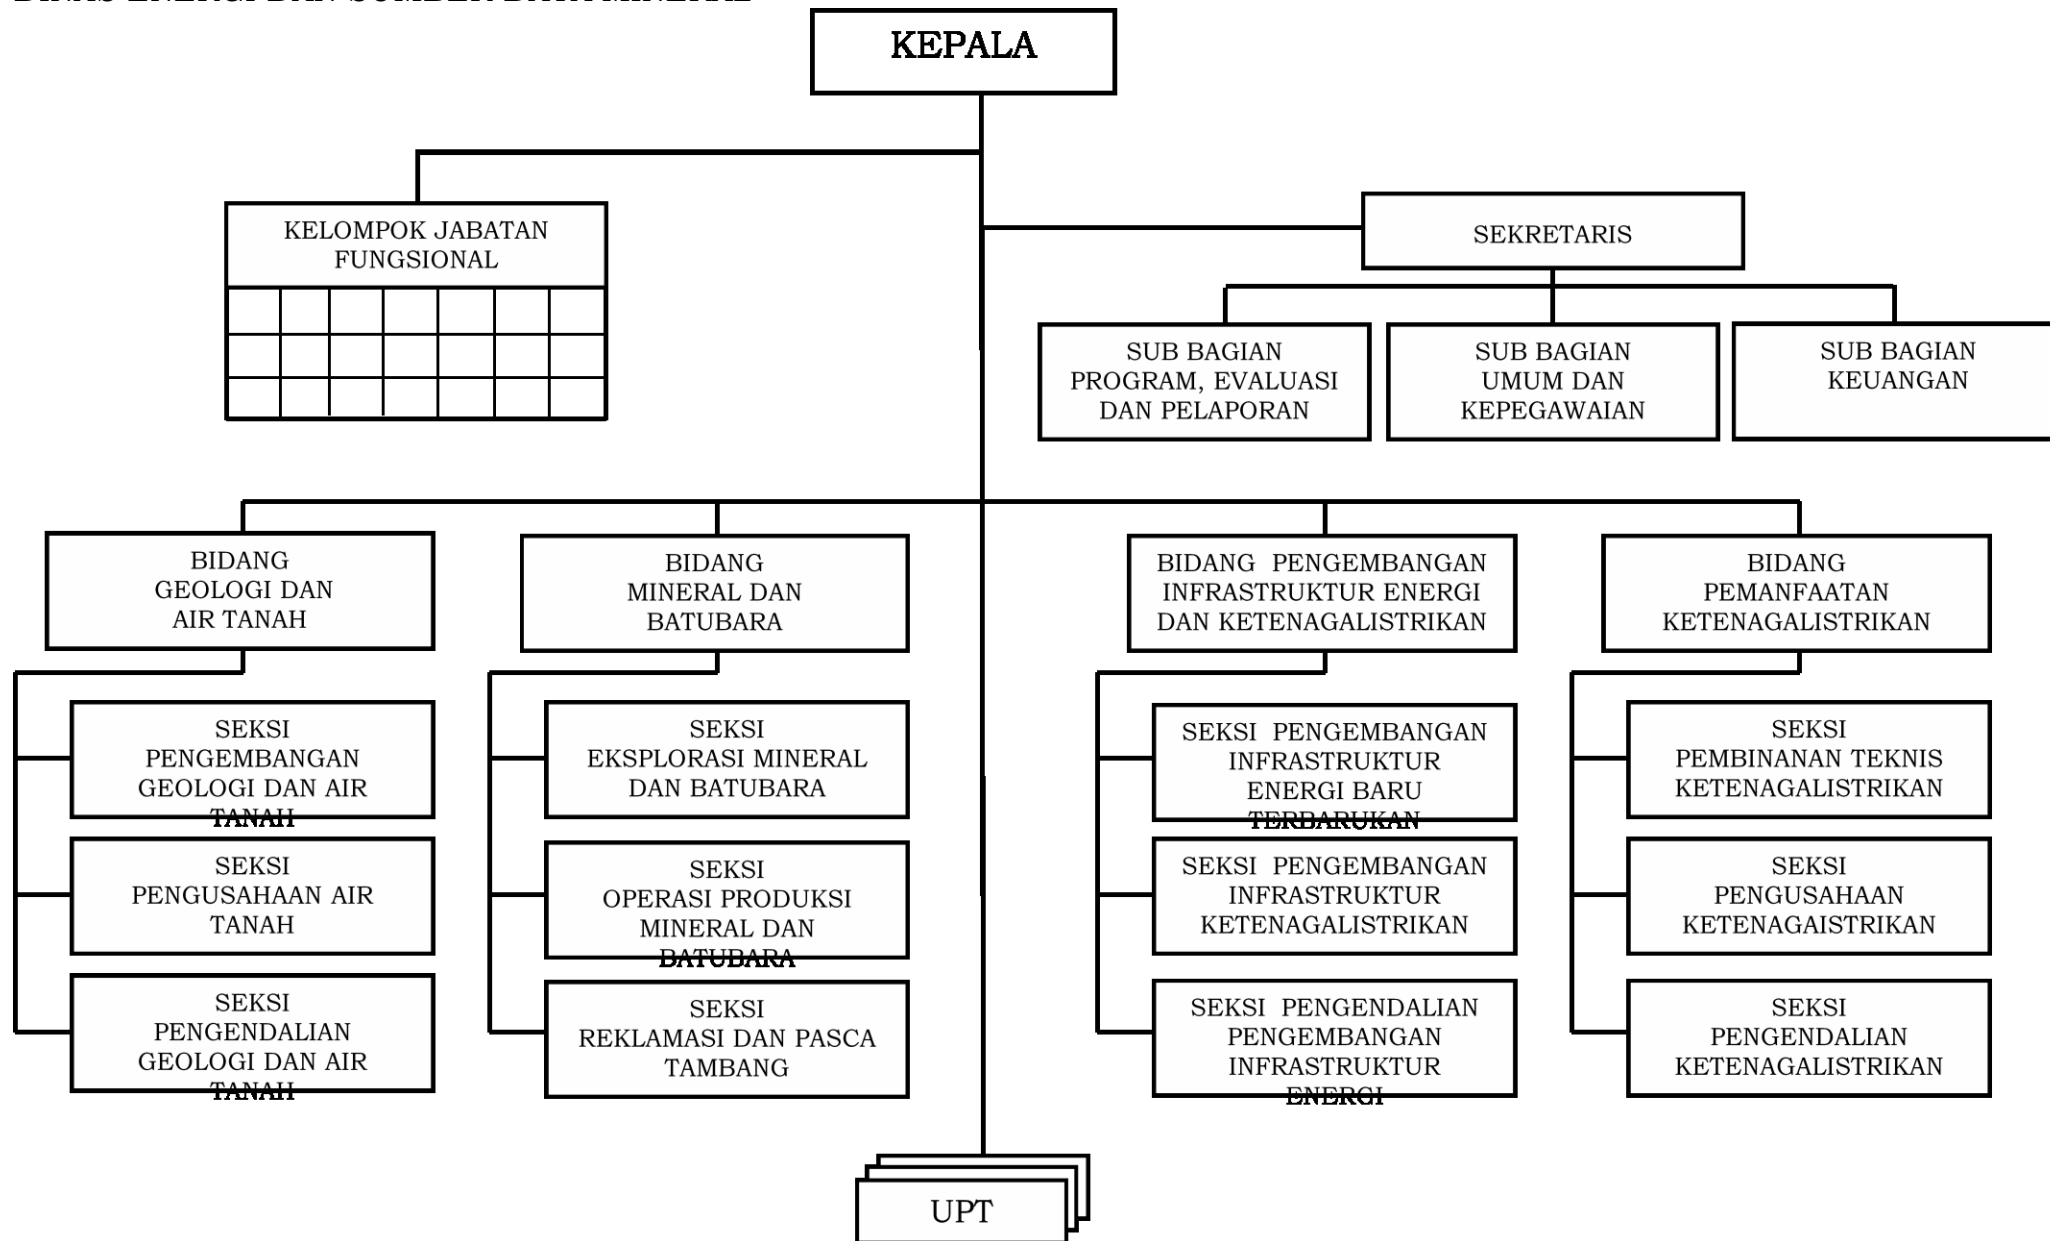 KEPALA
KELOMPOK JABATAN
FUNGSIONAL
SEKRETARIS
SUB BAGIAN
PROGRAM, EVALUASI
DAN PELAPORAN
SUB BAGIAN
UMUM DAN
KEPEGAWAIAN
SUB BAGIAN
KEUANGAN
BIDANG
GEOLOGI DAN
AIR TANAH
BIDANG
MINERAL DAN
BATUBARA
BIDANG PENGEMBANGAN
INFRASTRUKTUR ENERGI
DAN KETENAGALISTRIKAN
BIDANG
PEMANFAATAN
KETENAGALISTRIKAN
SEKSI
PENGEMBANGAN
GEOLOGI DAN AIR
TANAH
SEKSI
PENGUSAHAAN AIR
TANAH
SEKSI
PENGENDALIAN
GEOLOGI DAN AIR
TANAH
SEKSI
EKSPLORASI MINERAL
DAN BATUBARA
SEKSI
OPERASI PRODUKSI
MINERAL DAN
BATUBARA
SEKSI
REKLAMASI DAN PASCA
TAMBANG
SEKSI PENGEMBANGAN
INFRASTRUKTUR
ENERGI BARU
TERBARUKAN
SEKSI PENGEMBANGAN
INFRASTRUKTUR
KETENAGALISTRIKAN
SEKSI PENGENDALIAN
PENGEMBANGAN
INFRASTRUKTUR
ENERGI
SEKSI
PEMBINANAN TEKNIS
KETENAGALISTRIKAN
SEKSI
PENGUSAHAAN
KETENAGAISTRIKAN
SEKSI
PENGENDALIAN
KETENAGALISTRIKAN
UPT